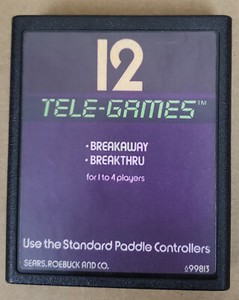 12
TELE-GAMES™
•BREAKAWAY
•BREAKTHRU
for 1 to 4 players
Use the Standard Paddle Controllers
SEARS, ROEBUCK AND CO. 699813